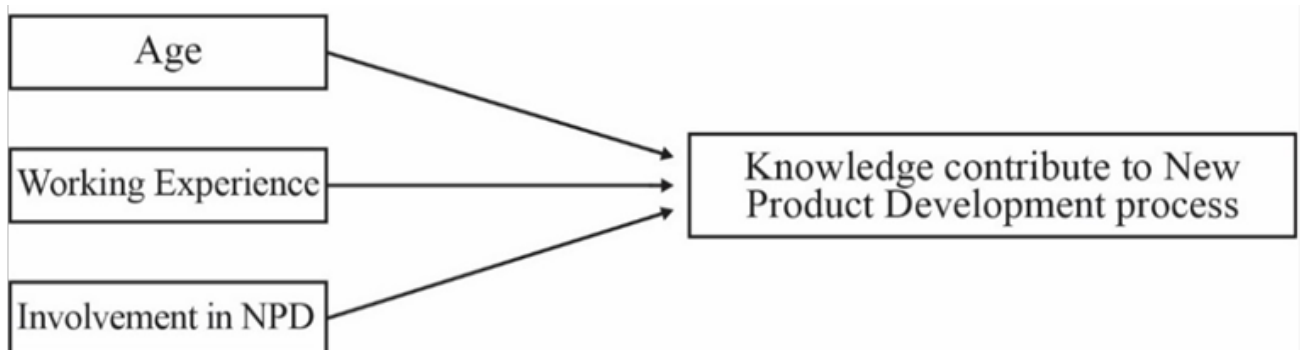 Age
Working Experience
Involvement in NPD
Knowledge contribute to New
Product Development process